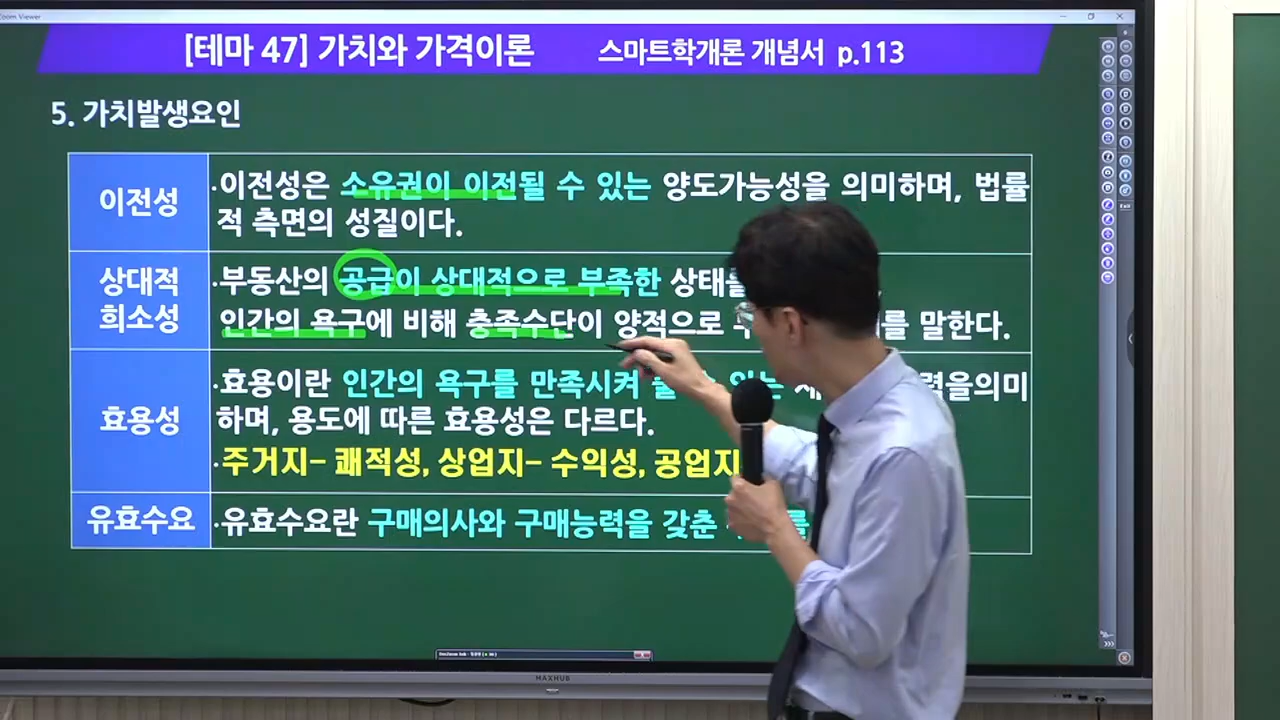 Zoom Viewer
[테마 47] 가치와 가격이론 스마트학개론 개념서 p.113
5. 가치발생요인
이전성
·이전성은 소유권이 이전될 수 있는 양도가능성을 의미하며, 법률
적 측면의 성질이다.
상대적
희소성
·부동산의 공급이 상대적으로 부족한
인간의 욕구에 비해 충족수단이 양적으로 말한다.
효용성
·효용이란 인간의 욕구를 만족시켜
하며, 용도에 따른 효용성은 다르다.
·주거지- 쾌적성, 상업지- 수익성, 공업지
유효수요
·유효수요란 구매의사와 구매능력을 갖춘
MAXHUB